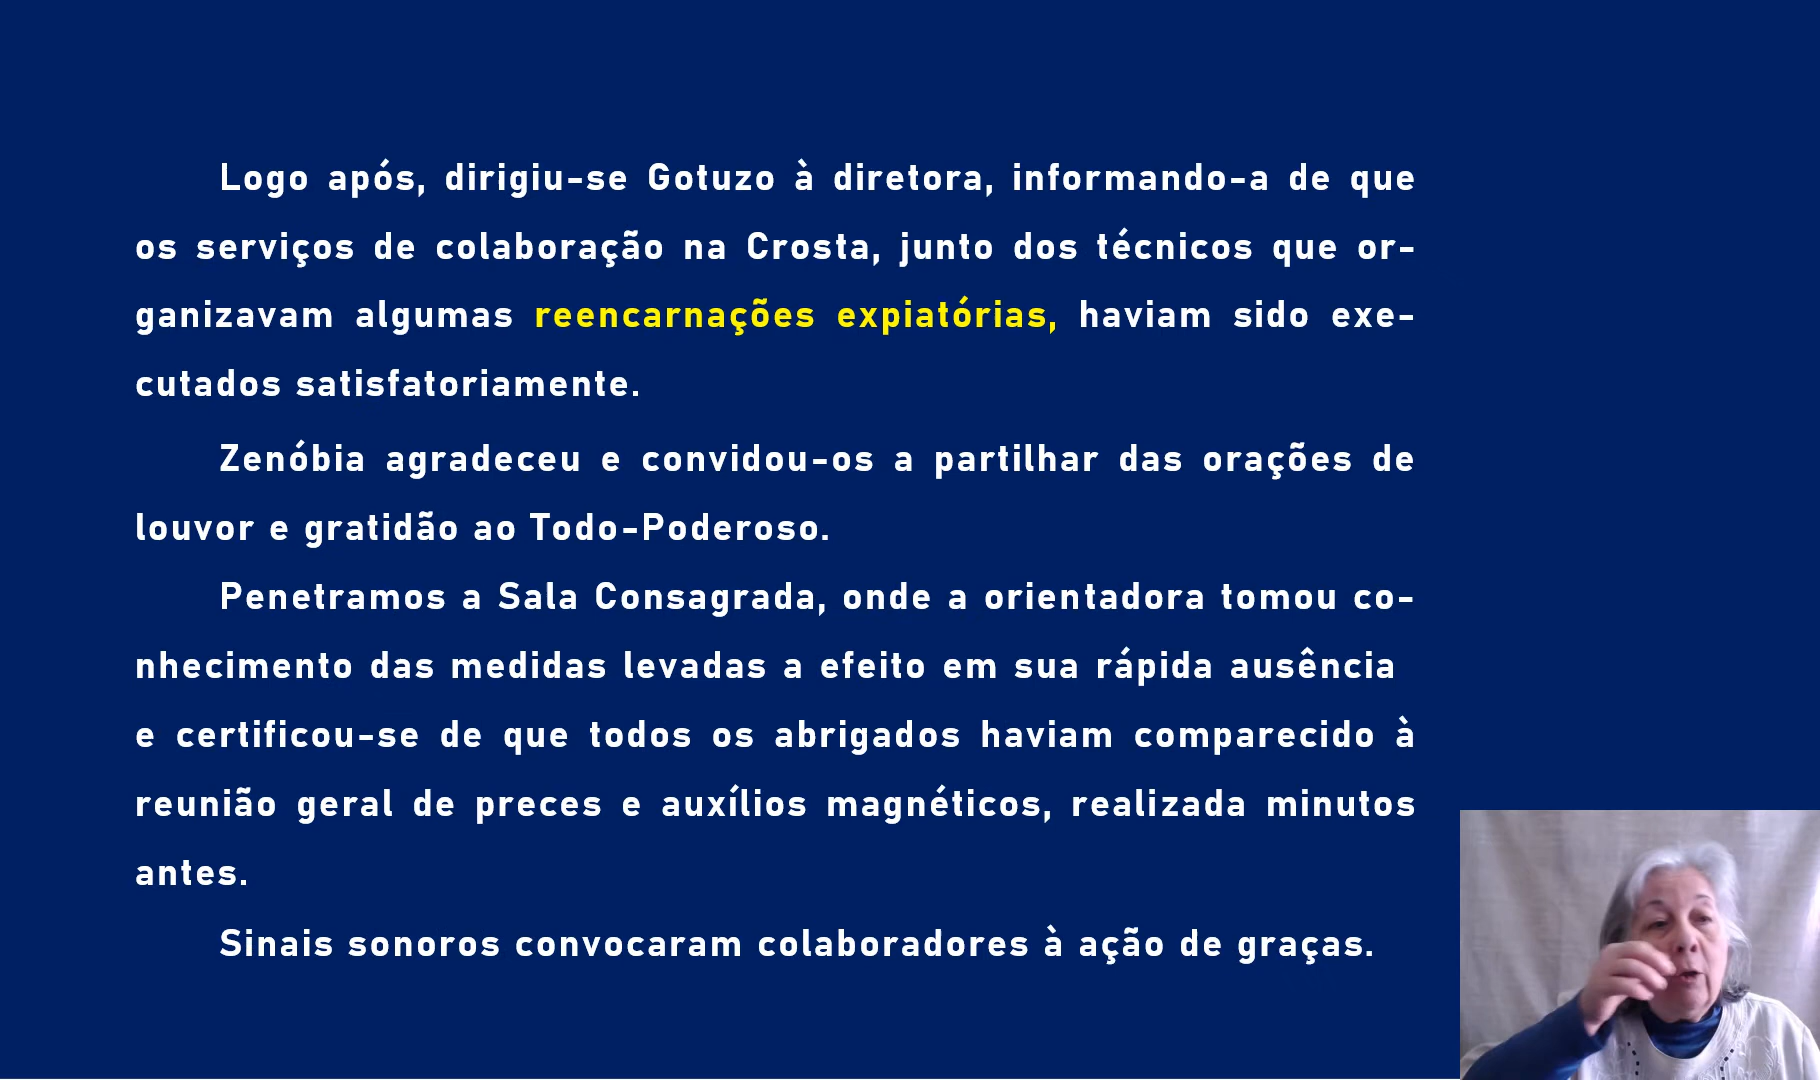 Logo após, dirigiu-se Gotuzo à diretora, informando-a de que
os serviços de colaboração na Crosta, junto dos técnicos que or-
ganizavam algumas reencarnações expiatórias, haviam sido exe-
cutados satisfatoriamente.
Zenóbia agradeceu e convidou-os a partilhar das orações de
louvor e gratidão ao Todo-Poderoso.
Penetramos a Sala Consagrada, onde a orientadora tomou co-
nhecimento das medidas levadas a efeito em sua rápida ausência
e certificou-se de que todos os abrigados haviam comparecido à
reunião geral de preces e auxílios magnéticos, realizada minutos
antes.
Sinais sonoros convocaram colaboradores à ação de graças.